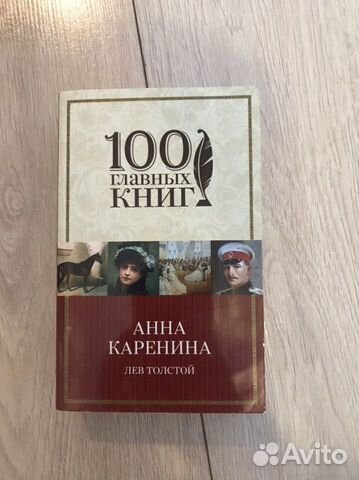 100
главных
книг
АННА
КАРЕНИНА
ЛЕВ ТОЛСТОЙ
Avito